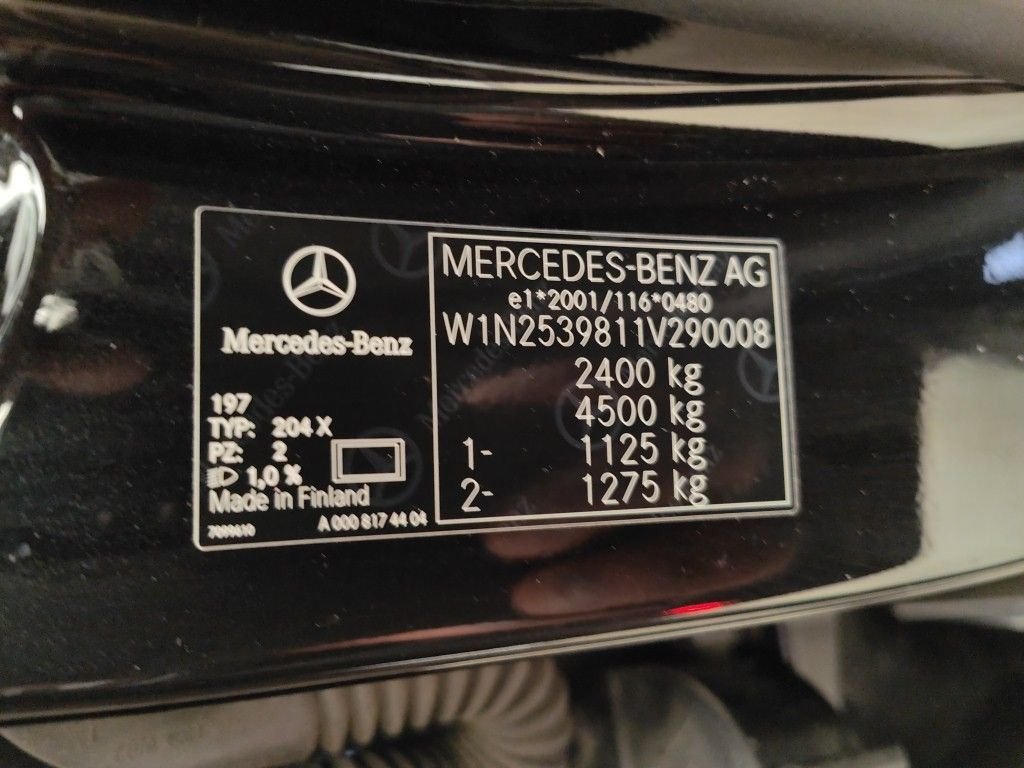 Mercedes-Benz
197
TYP: 204 X
PZ: 2
1,0 %
Made in Finland
A 000 817 44 04
MERCEDES-BENZ AG
e1*2001/116*0480
W1N2539811V290008
2400 kg
4500 kg
1- 1125 kg
2- 1275 kg